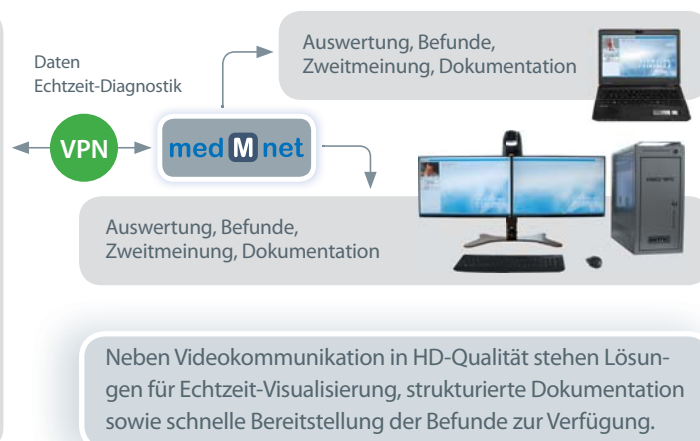 Daten
Echtzeit-Diagnostik
VPN
med M net
Auswertung, Befunde,
Zweitmeinung, Dokumentation
Auswertung, Befunde,
Zweitmeinung, Dokumentation
Neben Videokommunikation in HD-Qualität stehen Lösun-
gen für Echtzeit-Visualisierung, strukturierte Dokumentation
sowie schnelle Bereitstellung der Befunde zur Verfügung.